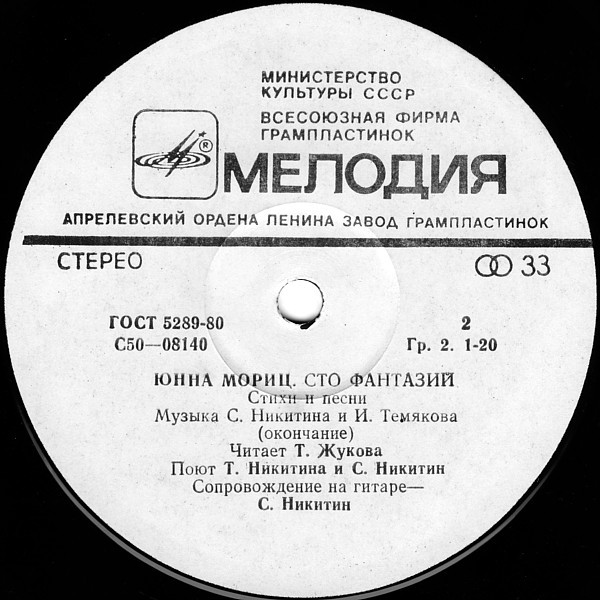 МИНИСТЕРСТВО
КУЛЬТУРЫ СССР
ВСЕСОЮЗНАЯ ФИРМА
ГРАМПЛАСТИНОК
®
МЕЛОДИЯ
АПРЕЛЕВСКИЙ ОРДЕНА ЛЕНИНА ЗАВОД ГРАМПЛАСТИНОК
СТЕРЕО 33
ГОСТ 5289-80 2
С50—08140 Гр. 2. 1-20
ЮННА МОРИЦ. СТО ФАНТАЗИЙ
Стихи и песни
Музыка С. Никитина и И. Темякова
(окончание)
Читает Т. Жукова
Поют Т. Никитина и С. Никитин
Сопровождение на гитаре—
С. Никитин